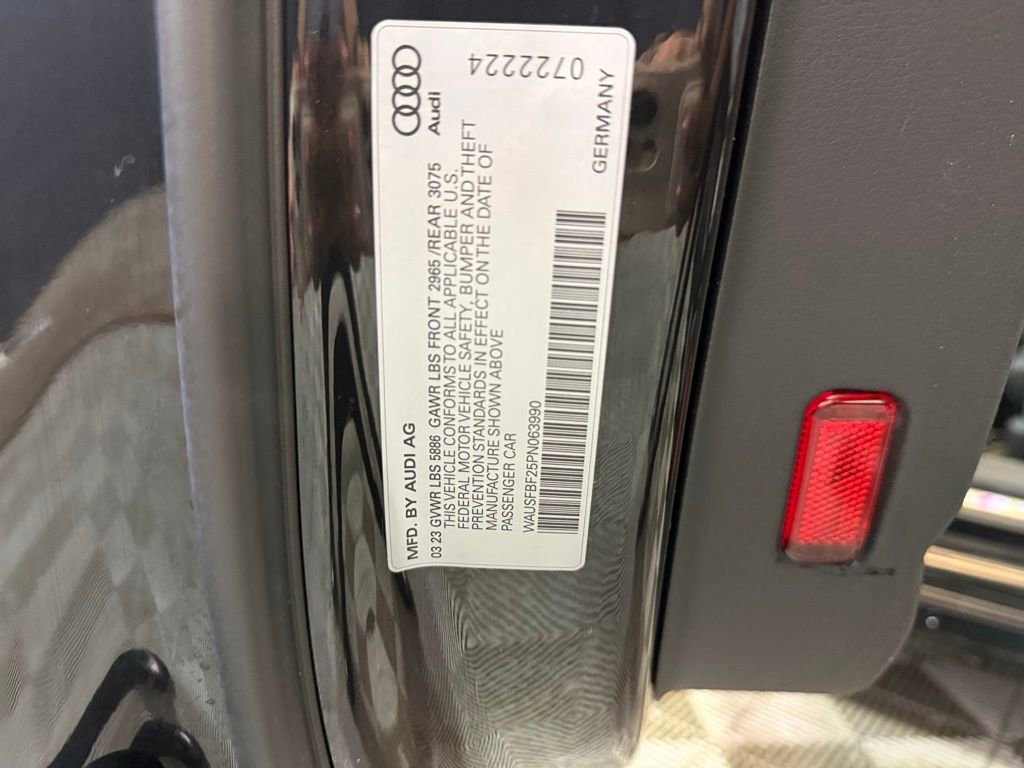 Audi
MFD. BY AUDI AG
03 23 GVWR LBS 5886 GAWR LBS FRONT 2965 /REAR 3075
THIS VEHICLE CONFORMS TO ALL APPLICABLE U.S.
FEDERAL MOTOR VEHICLE SAFETY, BUMPER AND THEFT
PREVENTION STANDARDS IN EFFECT ON THE DATE OF
MANUFACTURE SHOWN ABOVE
PASSENGER CAR
WAUSFBF25PN063990
GERMANY
0722224